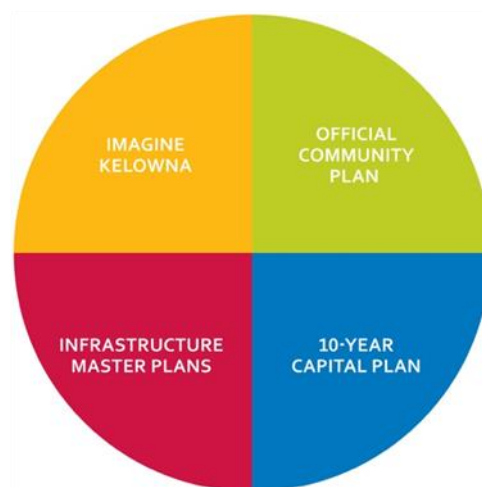 IMAGINE
KELOWNA
OFFICIAL
COMMUNITY
PLAN
INFRASTRUCTURE
MASTER PLANS
10-YEAR
CAPITAL PLAN